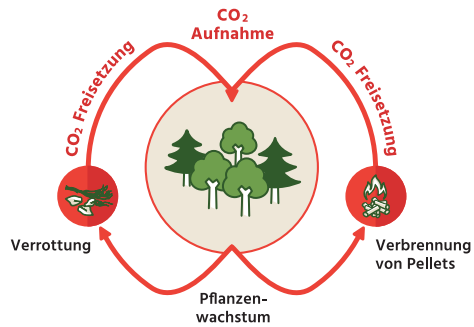 CO₂
Aufnahme
CO₂ Freisetzung
CO₂ Freisetzung
Verrottung
Verbrennung
von Pellets
Pflanzen-
wachstum